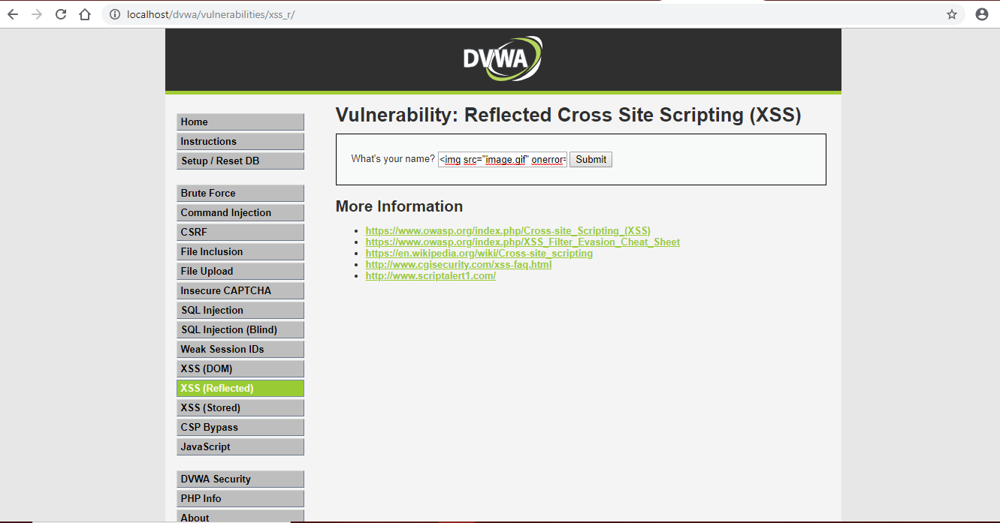 localhost/dvwa/vulnerabilities/xss_r/
DVWA
Home
Instructions
Setup / Reset DB
Brute Force
Command Injection
CSRF
File Inclusion
File Upload
Insecure CAPTCHA
SQL Injection
SQL Injection (Blind)
Weak Session IDs
XSS (DOM)
XSS (Reflected)
XSS (Stored)
CSP Bypass
JavaScript
DVWA Security
PHP Info
About
Vulnerability: Reflected Cross Site Scripting (XSS)
What's your name? <img src="image.gif" onerror= Submit
More Information
https://www.owasp.org/index.php/Cross-site_Scripting_(XSS)
https://www.owasp.org/index.php/XSS_Filter_Evasion_Cheat_Sheet
https://en.wikipedia.org/wiki/Cross-site_scripting
http://www.cgisecurity.com/xss-faq.html
http://www.scriptalert1.com/